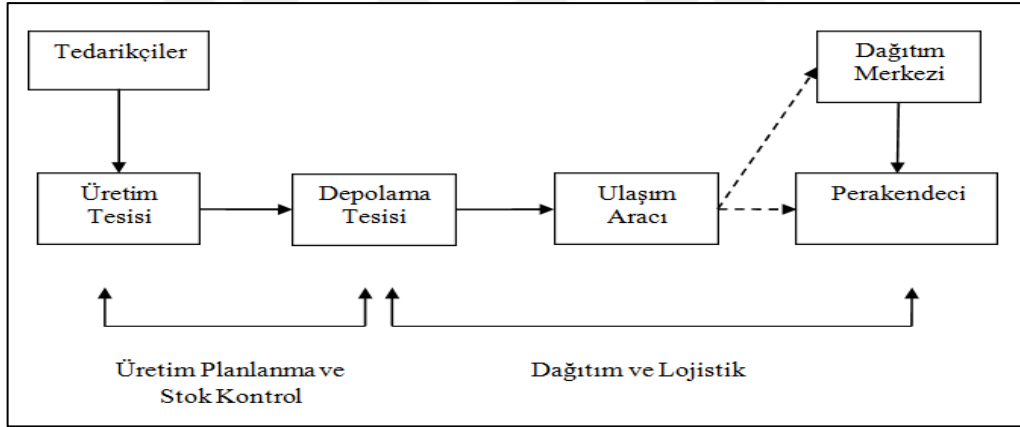 Tedarikçiler
Dağıtım
Merkezi
Üretim
Tesisi
Depolama
Tesisi
Ulaşım
Aracı
Perakendeci
Üretim Planlanma ve
Stok Kontrol
Dağıtım ve Lojistik